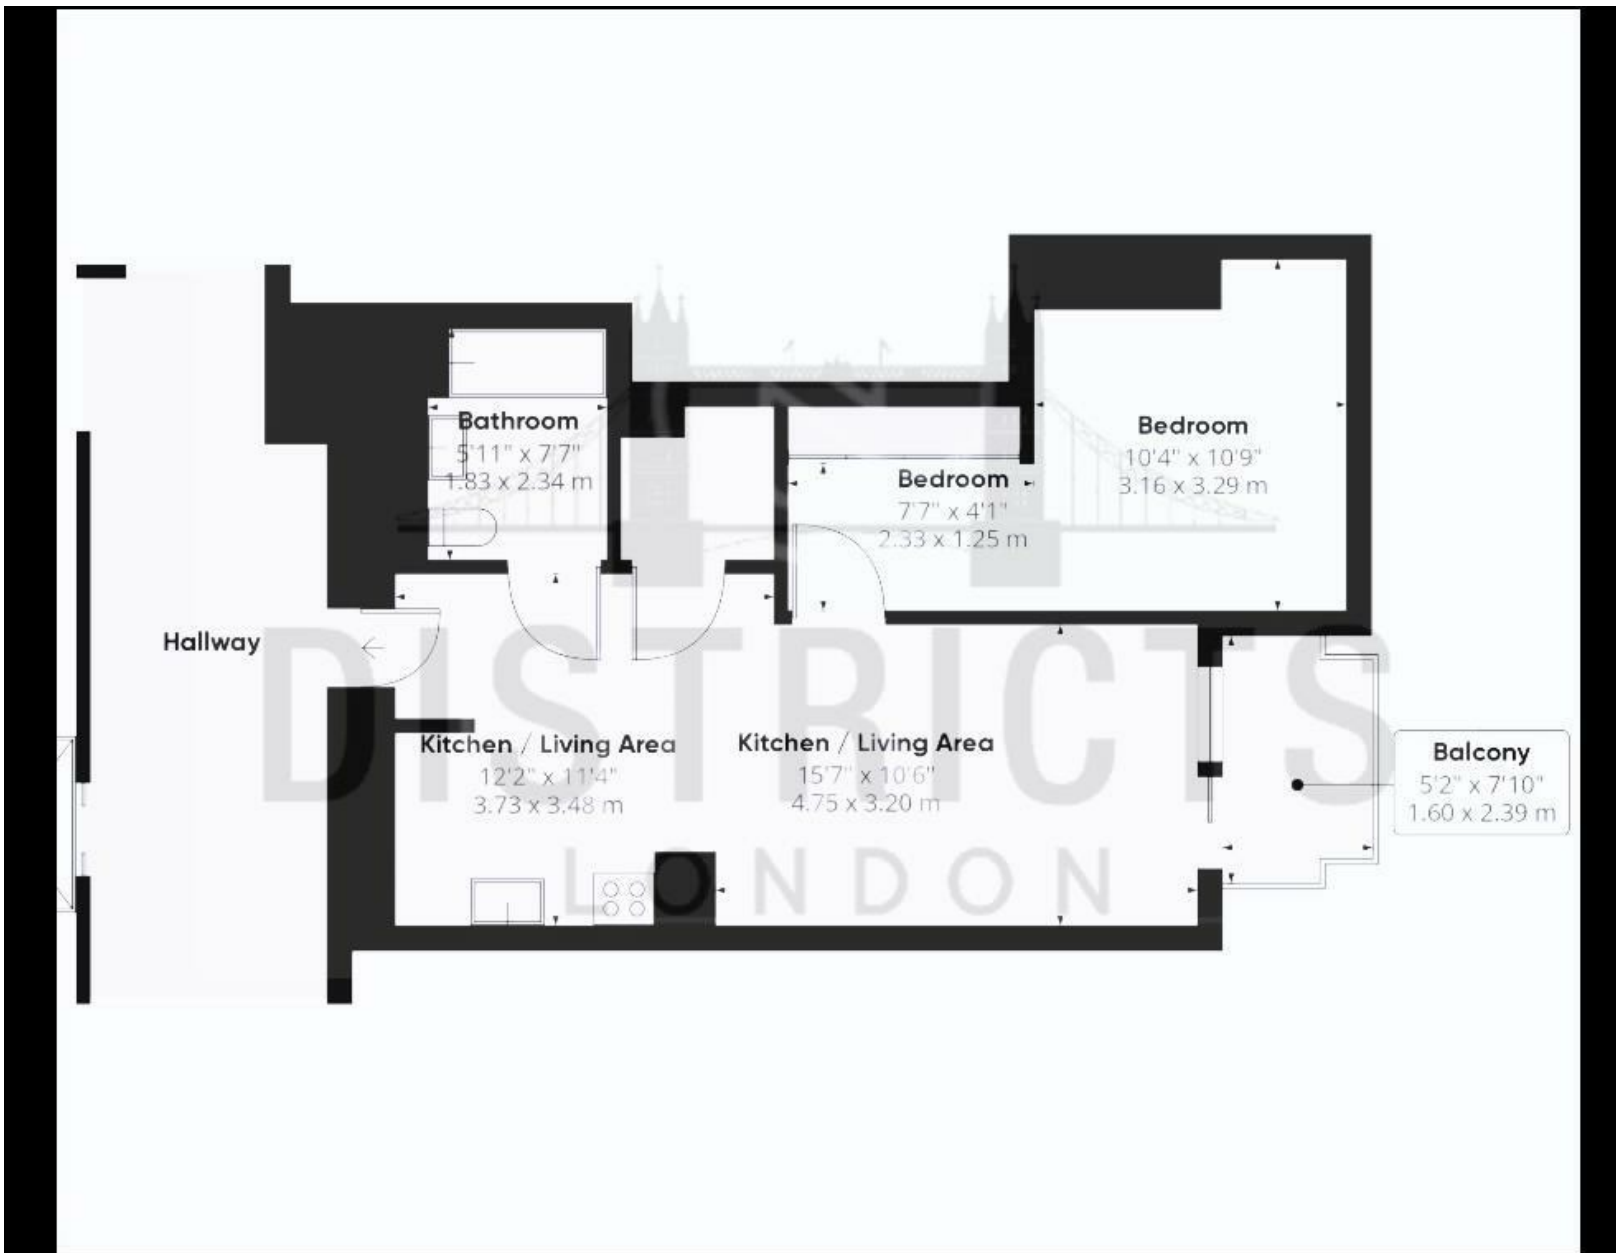 Bathroom
5'11" x 7'7"
1.83 x 2.34 m
Bedroom
10'4" x 10'9"
3.16 x 3.29 m
Bedroom
7'7" x 4'1"
2.33 x 1.25 m
Hallway
DISTRICTS
Kitchen / Living Area
12'2" x 11'4"
3.73 x 3.48 m
Kitchen / Living Area
15'7" x 10'6"
4.75 x 3.20 m
Balcony
5'2" x 7'10"
1.60 x 2.39 m
LONDON